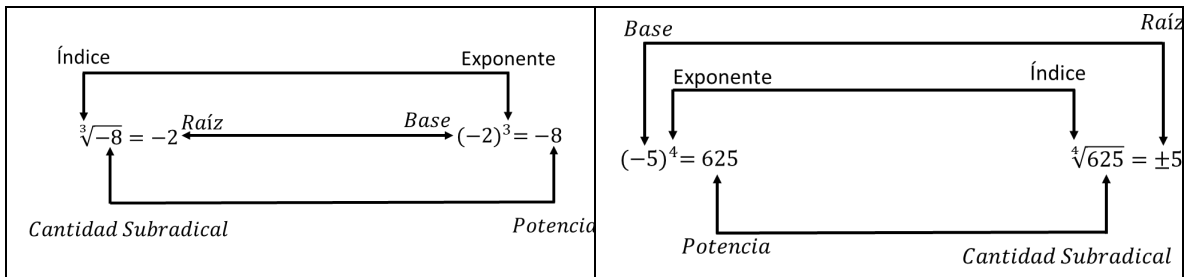 Índice Exponente
∛-8 = -2 Raíz Base (-2)³= -8
Cantidad Subradical Potencia
Base Raíz
Exponente Índice
(-5)⁴= 625 ∜625 = ±5
Potencia Cantidad Subradical